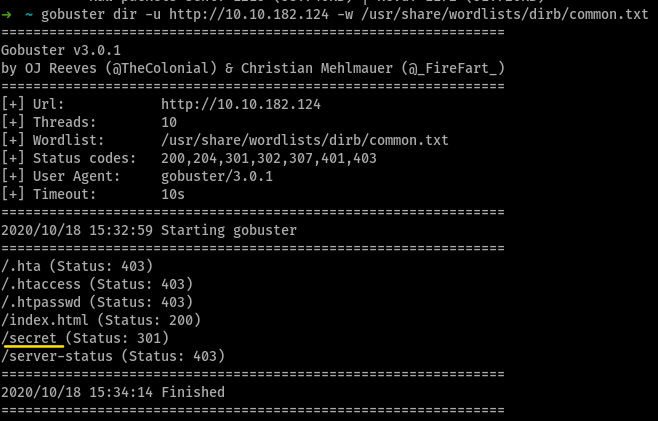 → ~ gobuster dir -u http://10.10.182.124 -w /usr/share/wordlists/dirb/common.txt
===============================================================
Gobuster v3.0.1
by OJ Reeves (@TheColonial) & Christian Mehlmauer (@_FireFart_)
===============================================================
[+] Url:            http://10.10.182.124
[+] Threads:        10
[+] Wordlist:       /usr/share/wordlists/dirb/common.txt
[+] Status codes:   200,204,301,302,307,401,403
[+] User Agent:     gobuster/3.0.1
[+] Timeout:        10s
===============================================================
2020/10/18 15:32:59 Starting gobuster
===============================================================
/.hta (Status: 403)
/.htaccess (Status: 403)
/.htpasswd (Status: 403)
/index.html (Status: 200)
/secret (Status: 301)
/server-status (Status: 403)
===============================================================
2020/10/18 15:34:14 Finished
===============================================================